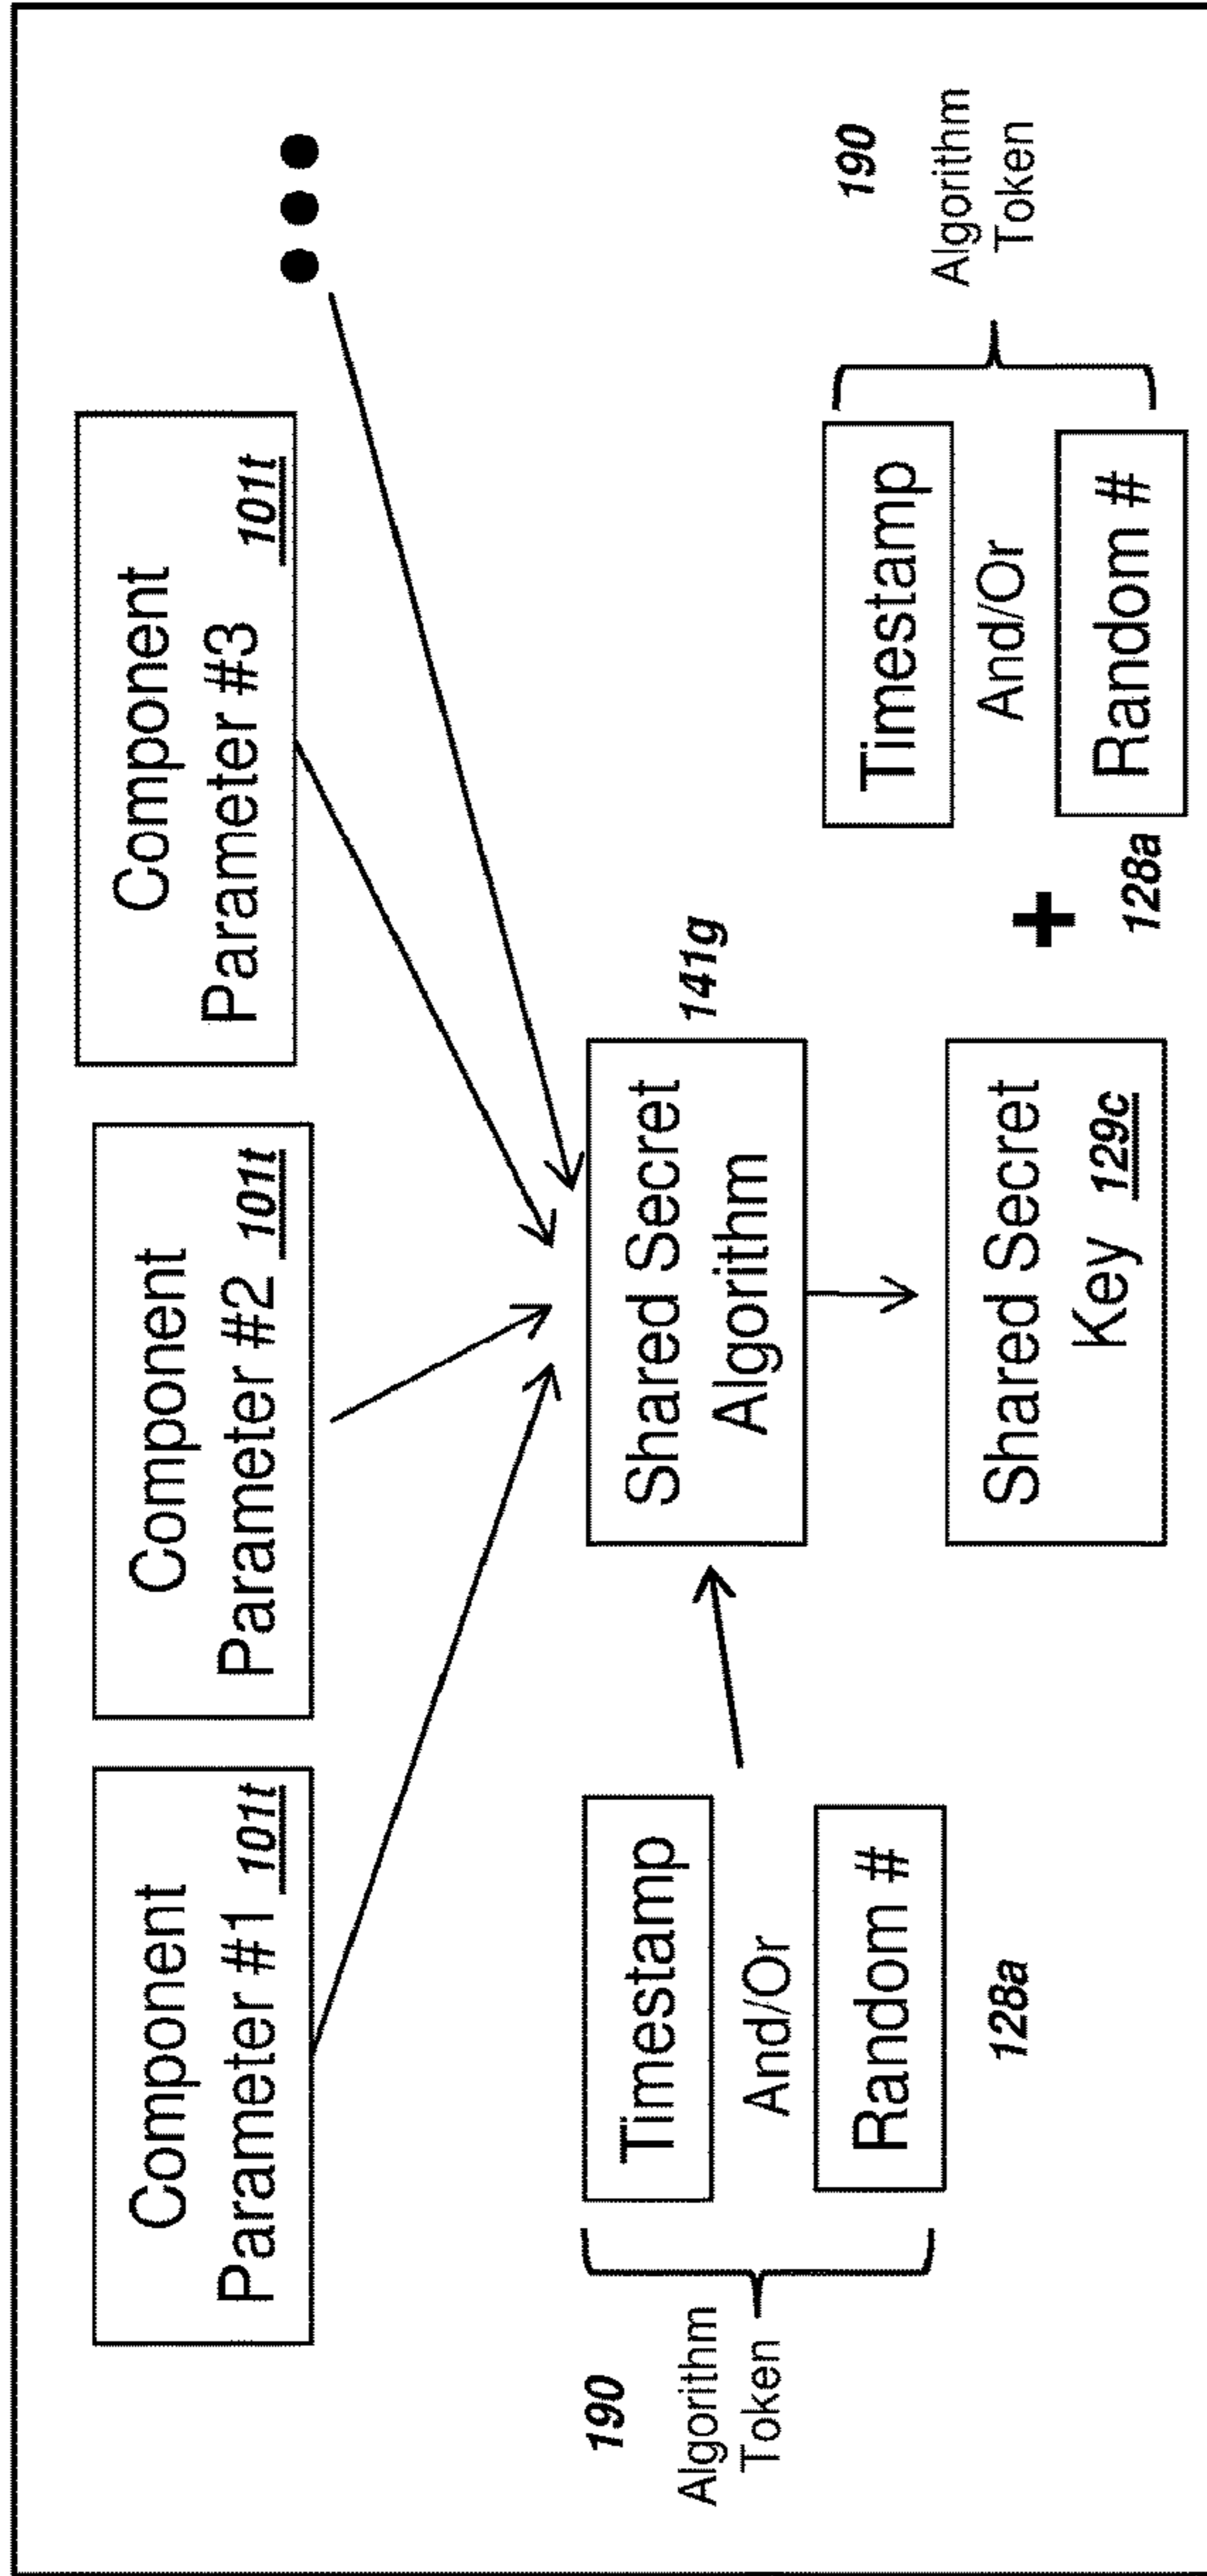 Component
Parameter #1 101t
Component
Parameter #2 101t
Component
Parameter #3
101t
190
Algorithm
Token
Timestamp
And/Or
Random #
128a
Shared Secret
Algorithm
141g
Shared Secret
Key 129c
+
128a
Timestamp
And/Or
Random #
190
Algorithm
Token